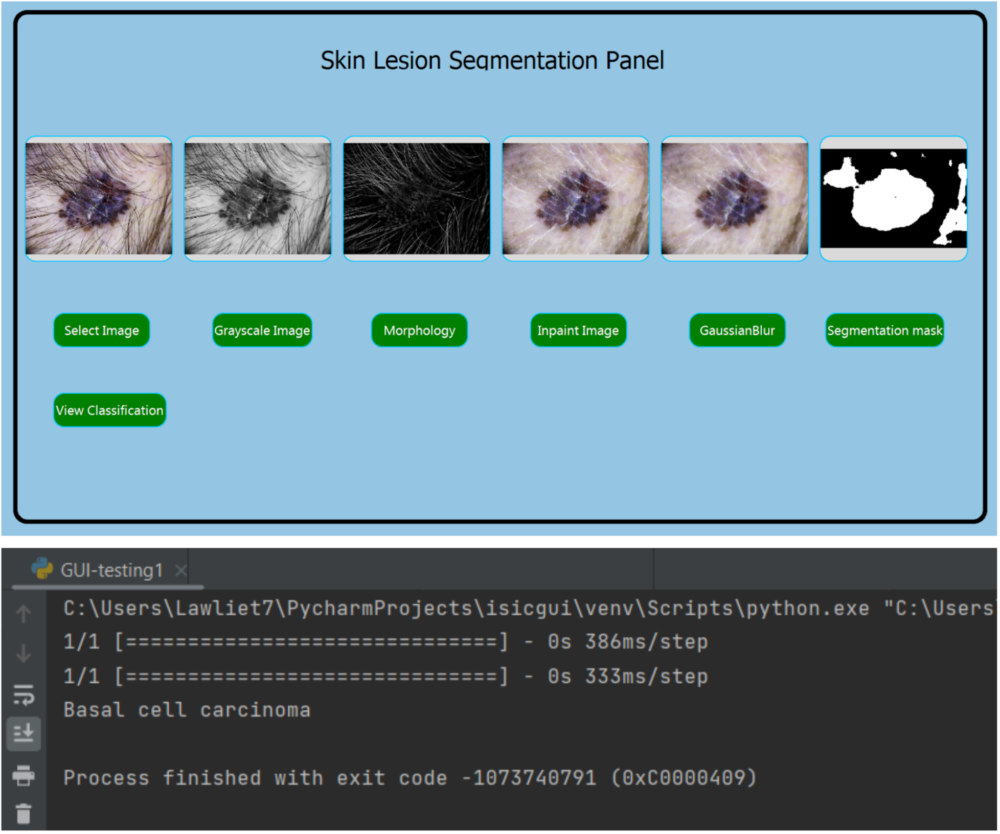 Skin Lesion Segmentation Panel
Select Image
Grayscale Image
Morphology
Inpaint Image
GaussianBlur
Segmentation mask
View Classification
GUI-testing1
C:\Users\Lawliet7\PycharmProjects\isicgui\venv\Scripts\python.exe "C:\Users
1/1 [==============================] - 0s 386ms/step
1/1 [==============================] - 0s 333ms/step
Basal cell carcinoma
Process finished with exit code -1073740791 (0xC0000409)